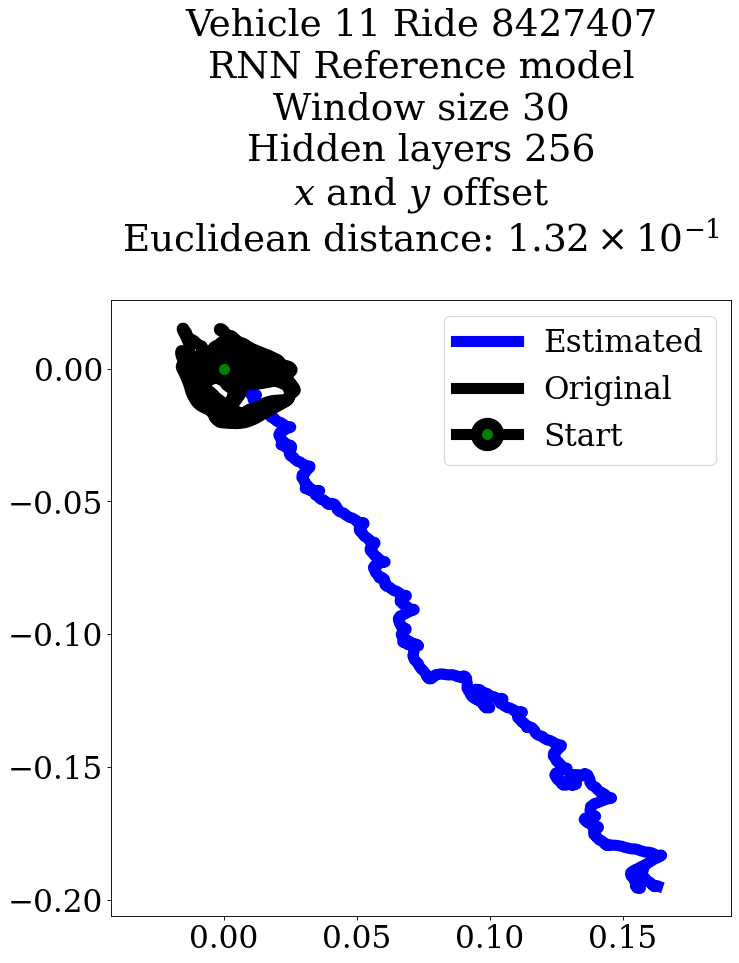 Vehicle 11 Ride 8427407
RNN Reference model
Window size 30
Hidden layers 256
x and y offset
Euclidean distance: 1.32 × 10⁻¹
Estimated
Original
Start
0.00
−0.05
−0.10
−0.15
−0.20
0.00 0.05 0.10 0.15